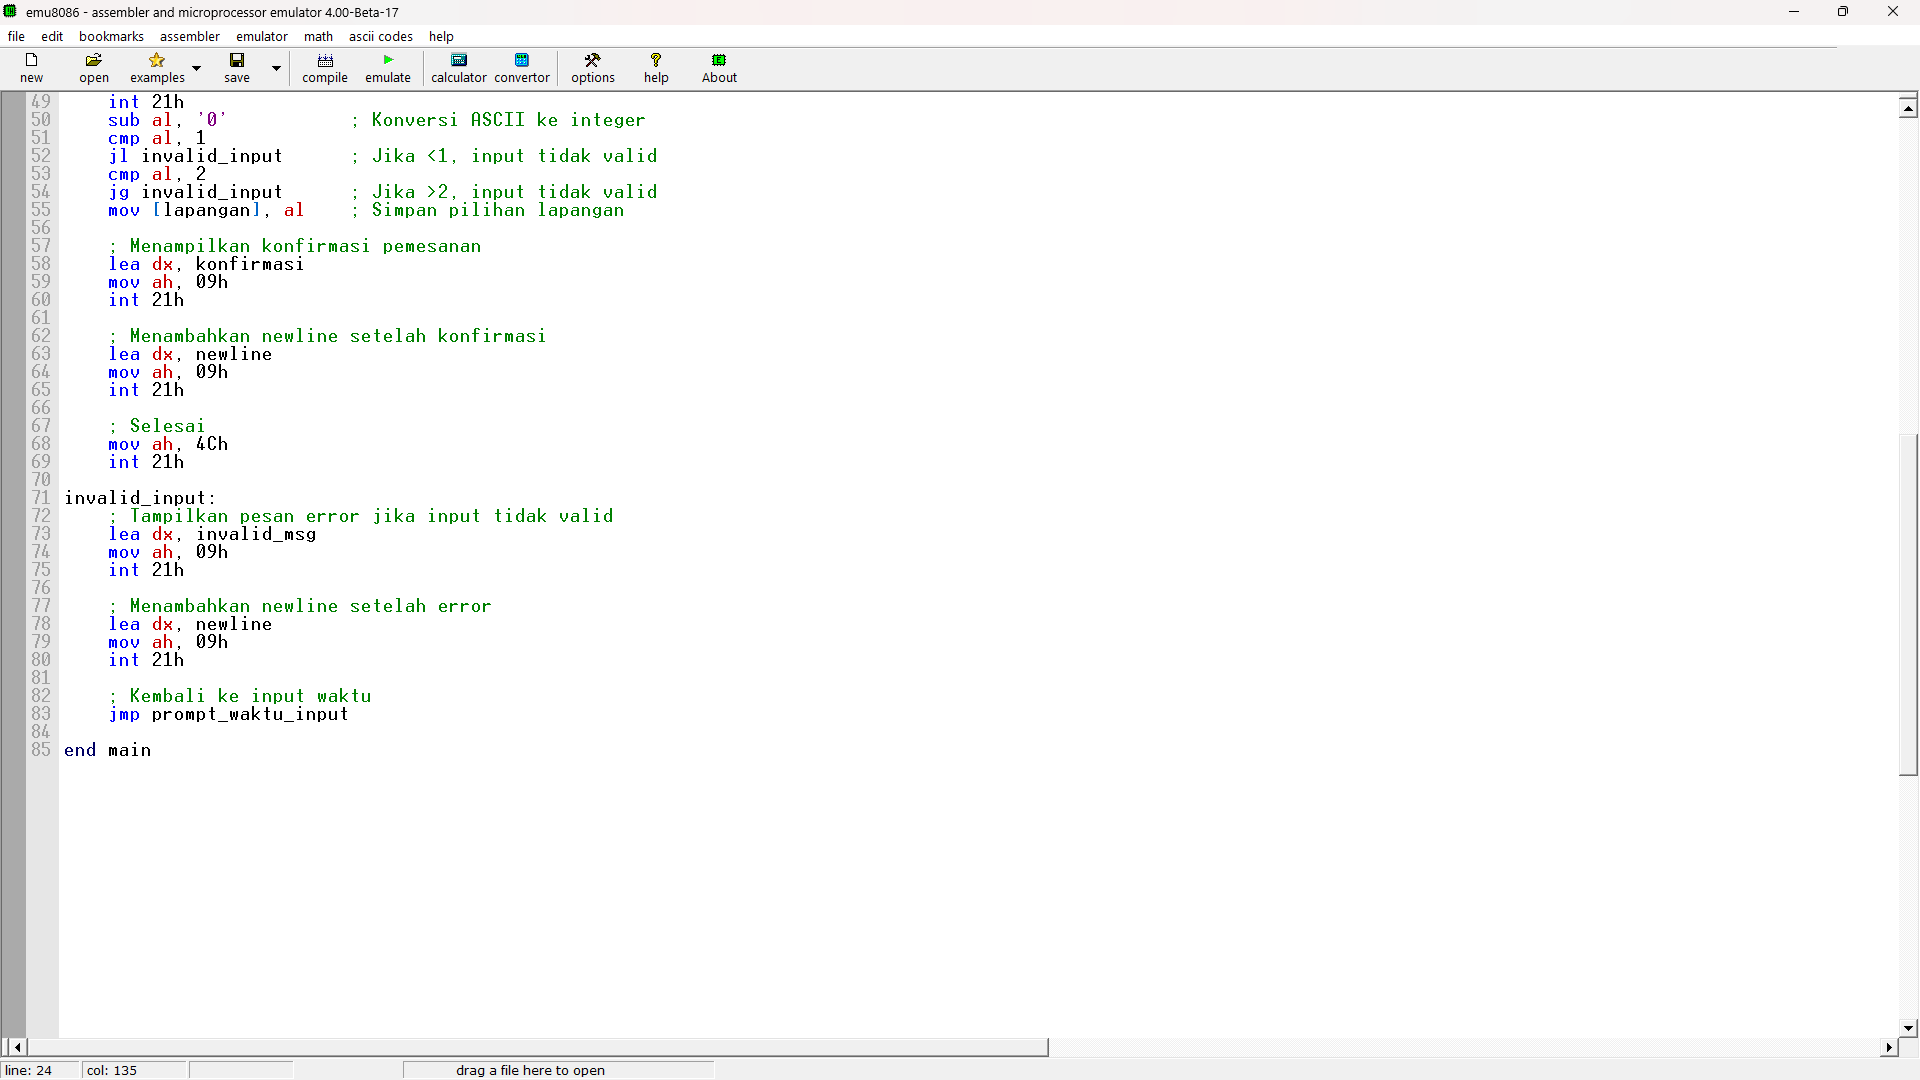 emu8086 - assembler and microprocessor emulator 4.00-Beta-17
file edit bookmarks assembler emulator math ascii codes help
new open examples save compile emulate calculator convertor options help About
49 int 21h
50 sub al, '0' ; Konversi ASCII ke integer
51 cmp al, 1
52 jl invalid_input ; Jika <1, input tidak valid
53 cmp al, 2
54 jg invalid_input ; Jika >2, input tidak valid
55 mov [lapangan], al ; Simpan pilihan lapangan
56
57 ; Menampilkan konfirmasi pemesanan
58 lea dx, konfirmasi
59 mov ah, 09h
60 int 21h
61
62 ; Menambahkan newline setelah konfirmasi
63 lea dx, newline
64 mov ah, 09h
65 int 21h
66
67 ; Selesai
68 mov ah, 4Ch
69 int 21h
70
71 invalid_input:
72 ; Tampilkan pesan error jika input tidak valid
73 lea dx, invalid_msg
74 mov ah, 09h
75 int 21h
76
77 ; Menambahkan newline setelah error
78 lea dx, newline
79 mov ah, 09h
80 int 21h
81
82 ; Kembali ke input waktu
83 jmp prompt_waktu_input
84
85 end main
line: 24 col: 135 drag a file here to open